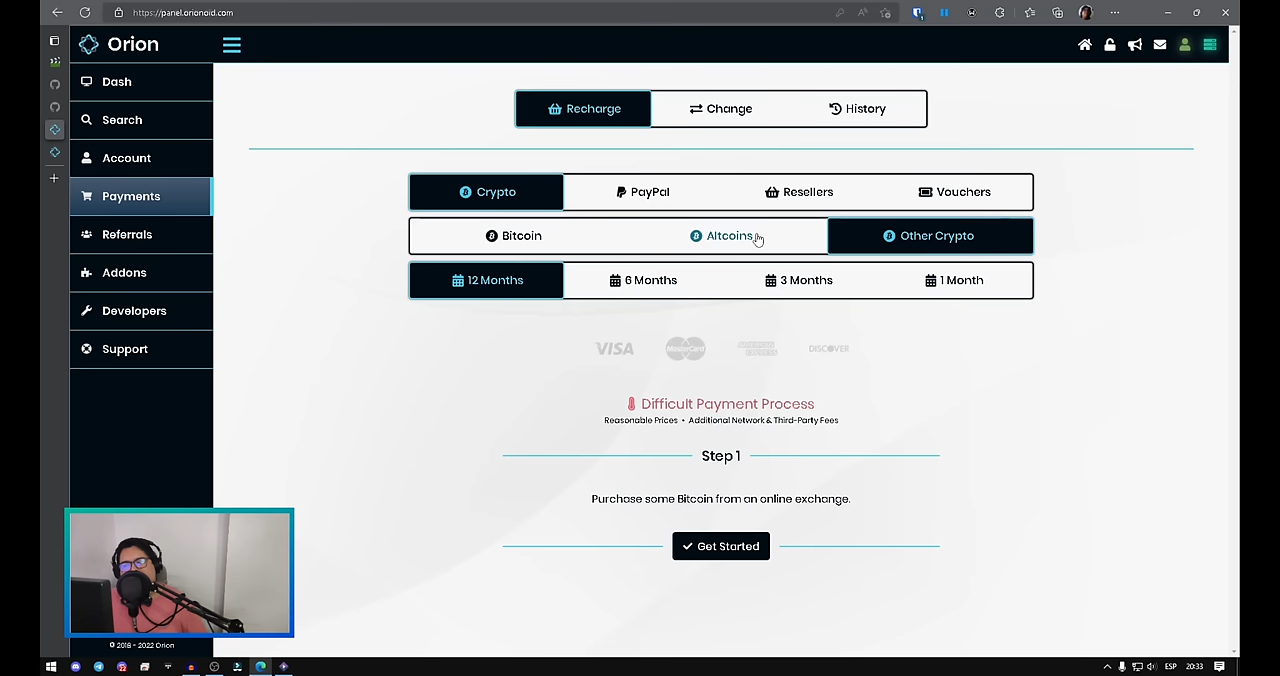 https://panel.orionoid.com
Orion
Dash
Search
Account
Payments
Referrals
Addons
Developers
Support
Recharge
Change
History
Crypto
PayPal
Resellers
Vouchers
Bitcoin
Altcoins
Other Crypto
12 Months
6 Months
3 Months
1 Month
VISA
MasterCard
AMERICAN EXPRESS
DISCOVER
Difficult Payment Process
Reasonable Prices • Additional Network & Third-Party Fees
Step 1
Purchase some Bitcoin from an online exchange.
Get Started
© 2018 - 2022 Orion
ESP
20:33